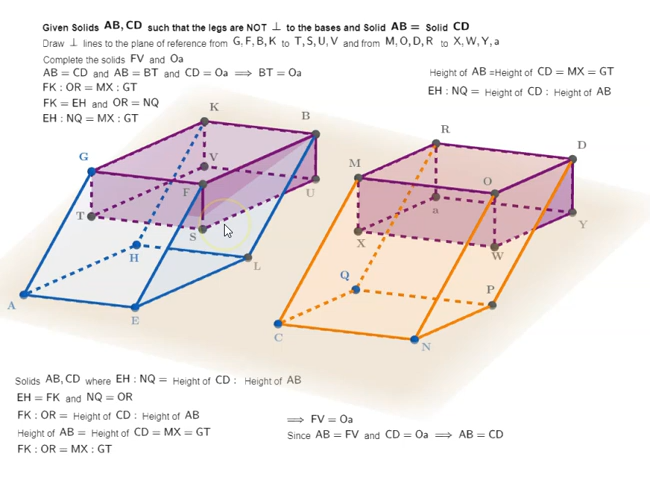 Given Solids AB, CD such that the legs are NOT ⊥ to the bases and Solid AB = Solid CD
Draw ⊥ lines to the plane of reference from G, F, B, K to T, S, U, V and from M, O, D, R to X, W, Y, a
Complete the solids FV and Oa
AB = CD and AB = BT and CD = Oa ⟹ BT = Oa
FK : OR = MX : GT
FK = EH and OR = NQ
EH : NQ = MX : GT
Height of AB =Height of CD = MX = GT
EH : NQ = Height of CD : Height of AB
K
B
R
D
G
V
M
F
U
O
T
S
a
Y
X
W
H
L
Q
P
A
E
C
N
Solids AB, CD where EH : NQ = Height of CD : Height of AB
EH = FK and NQ = OR
FK : OR = Height of CD : Height of AB
Height of AB = Height of CD = MX = GT
FK : OR = MX : GT
⟹ FV = Oa
Since AB = FV and CD = Oa ⟹ AB = CD